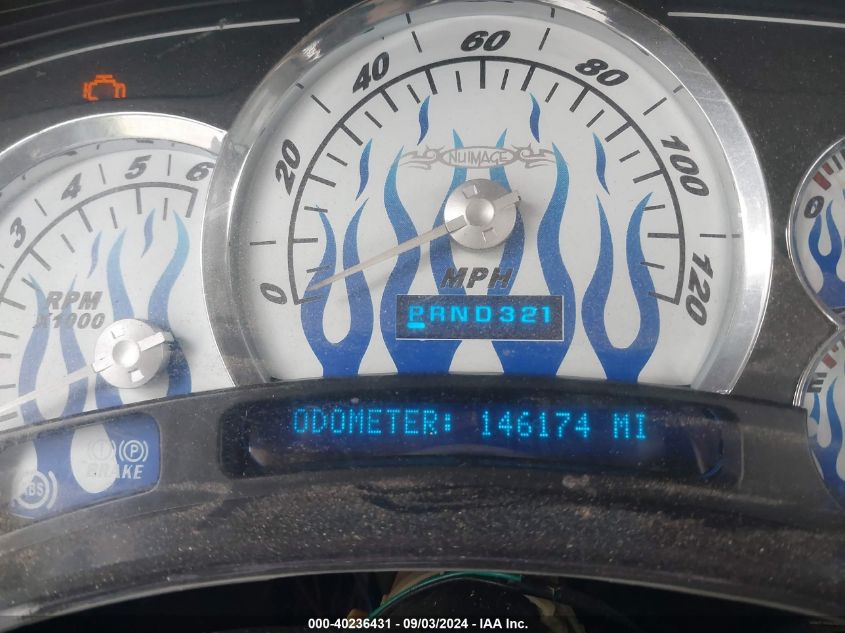 60
40
80
20
100
0
120
NUIMAGE
MPH
PRND321
3
4
5
6
RPM
X1000
ODOMETER: 146174 MI
(!) (P)
BRAKE
ABS
E
000-40236431 - 09/03/2024 - IAA Inc.